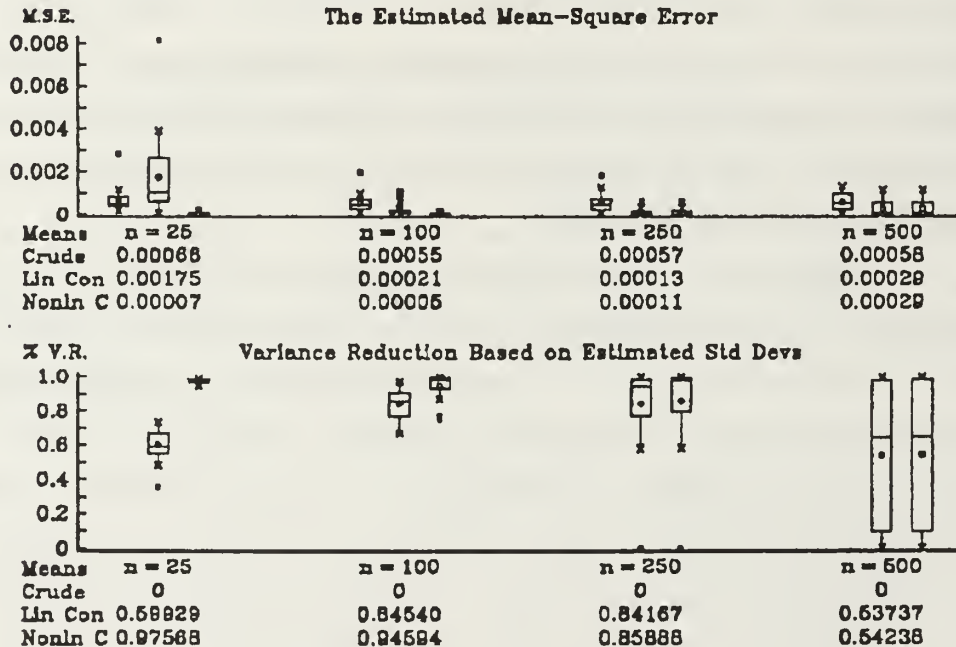 M.S.E. The Estimated Mean-Square Error
0.008
0.006
0.004
0.002
0
Means n = 25 n = 100 n = 250 n = 500
Crude 0.00066 0.00055 0.00057 0.00058
Lin Con 0.00175 0.00021 0.00013 0.00029
Nonln C 0.00007 0.00005 0.00011 0.00029
% V.R. Variance Reduction Based on Estimated Std Devs
1.0
0.8
0.6
0.4
0.2
0
Means n = 25 n = 100 n = 250 n = 500
Crude 0 0 0 0
Lin Con 0.59929 0.84540 0.84167 0.53737
Nonln C 0.97568 0.94594 0.85888 0.54238